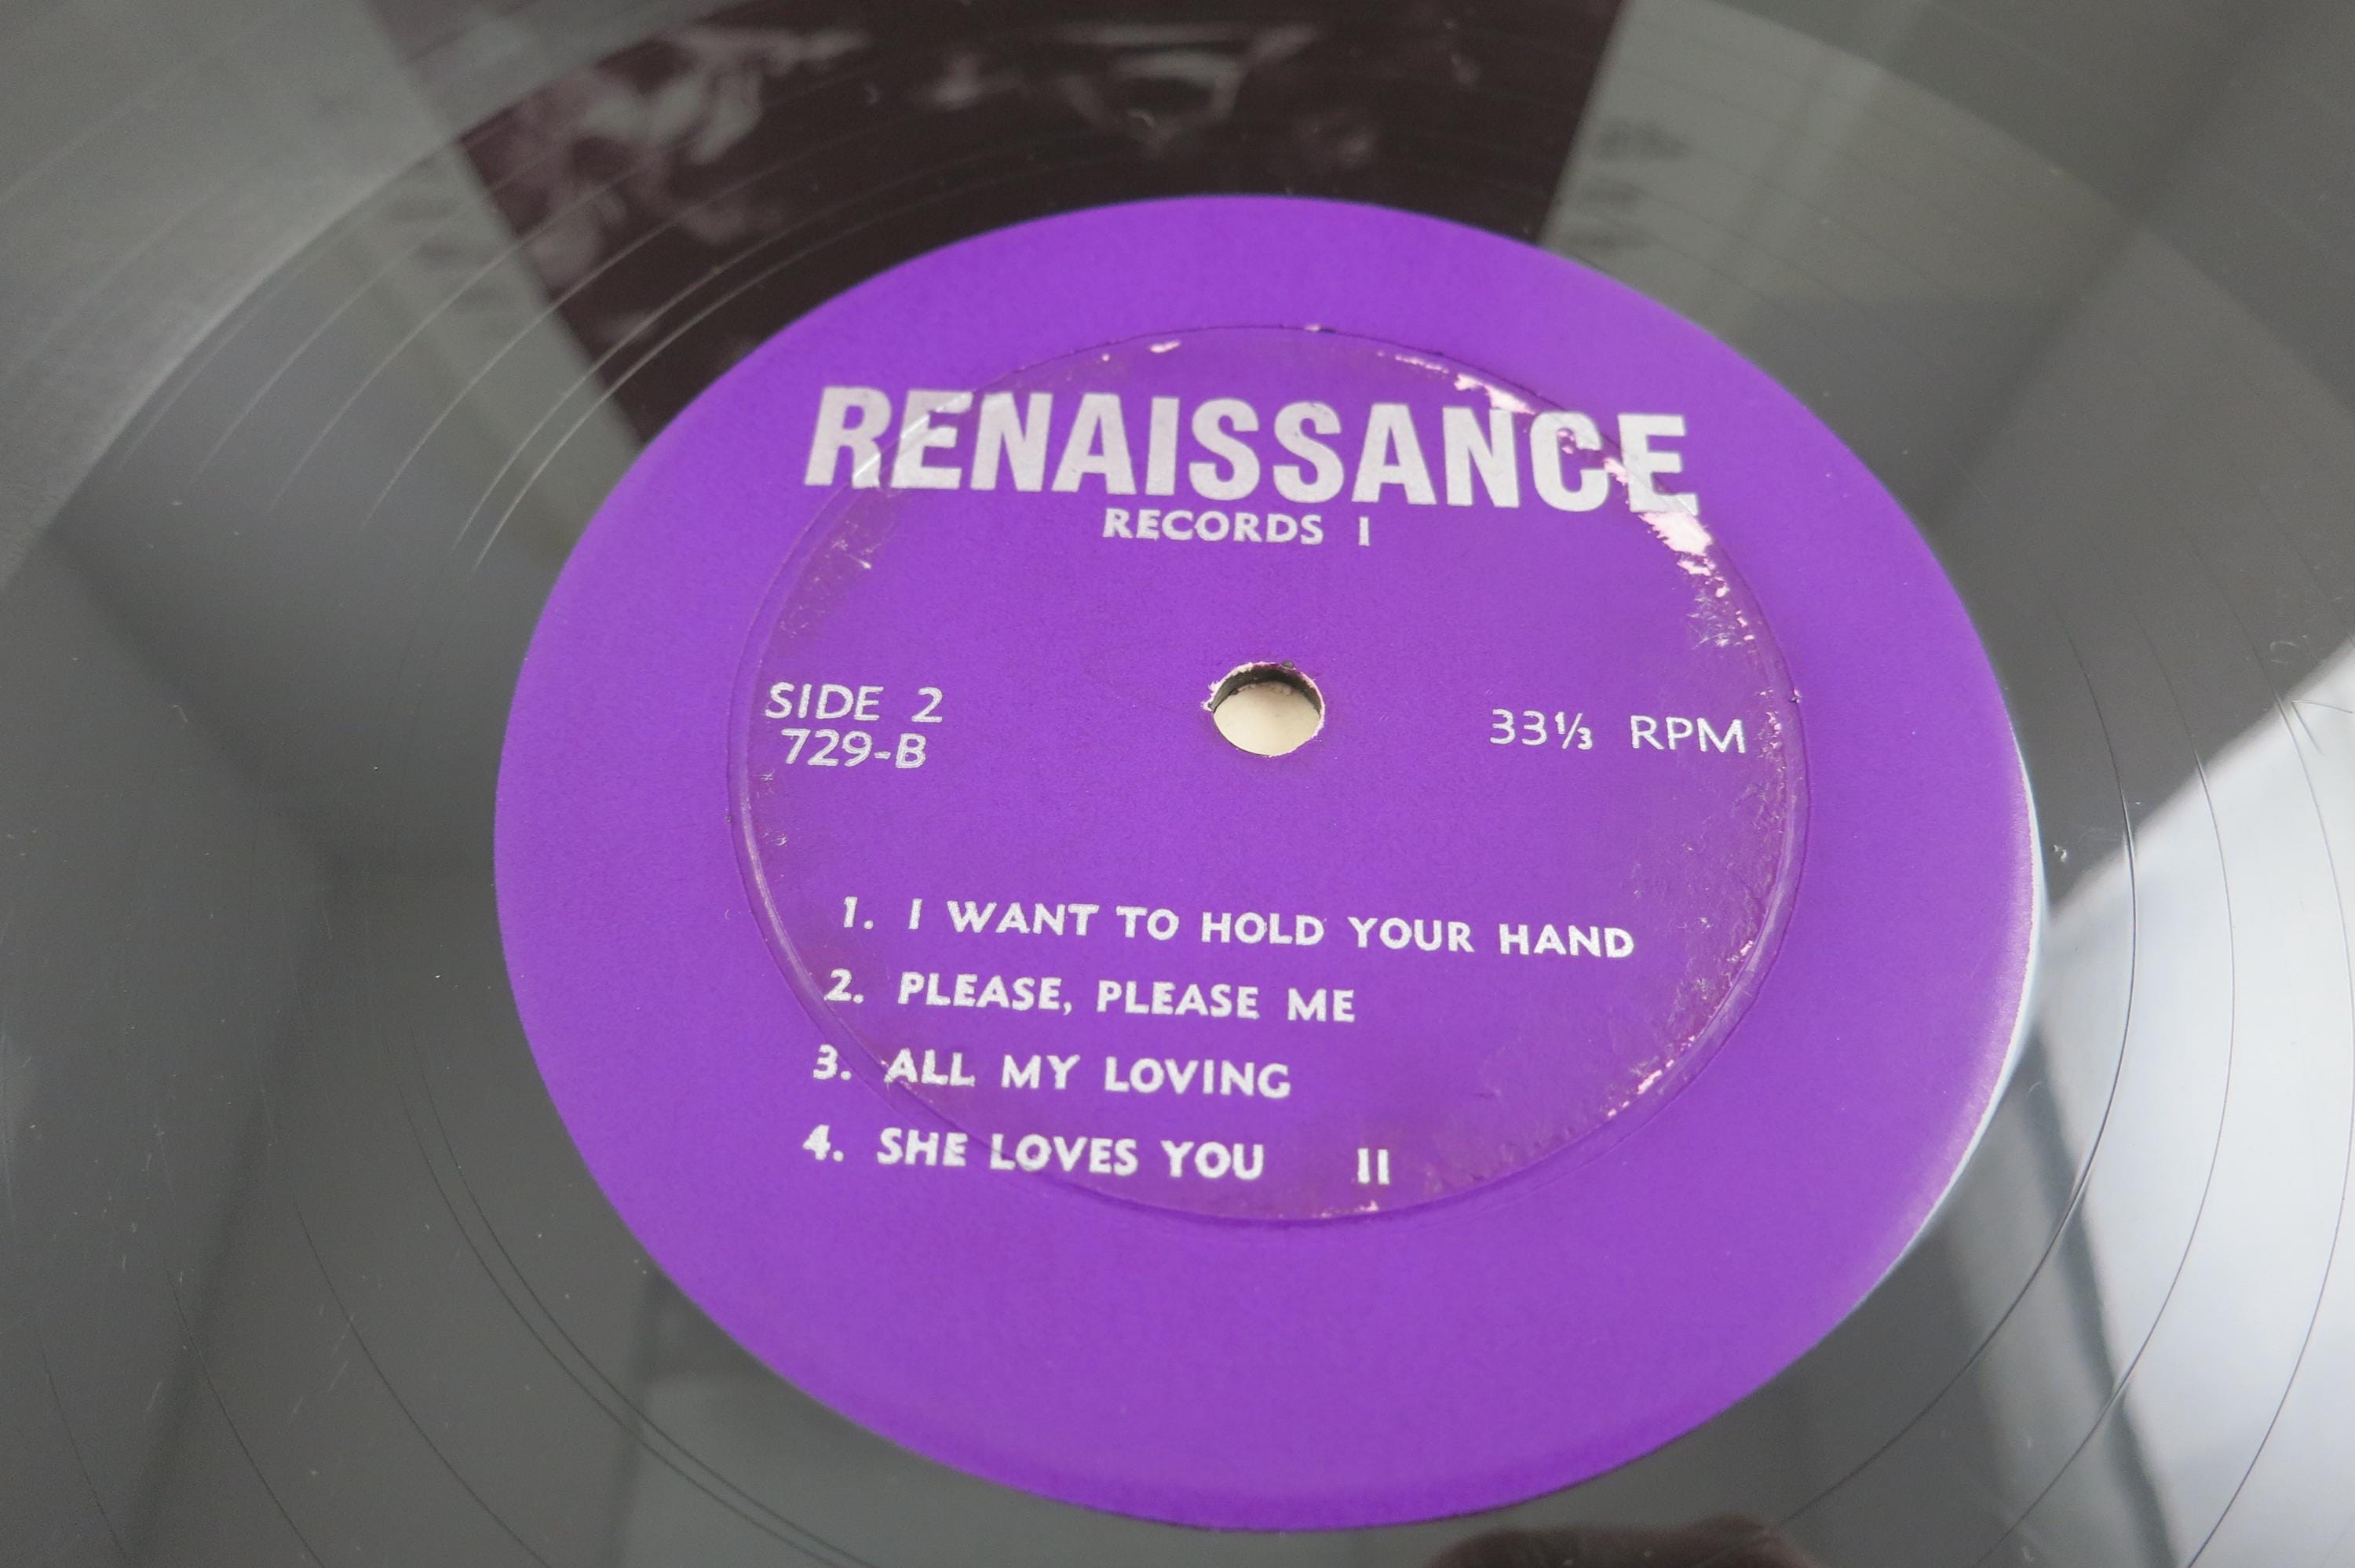 RENAISSANCE
RECORDS I
SIDE 2
729-B
33⅓ RPM
1. I WANT TO HOLD YOUR HAND
2. PLEASE, PLEASE ME
3. ALL MY LOVING
4. SHE LOVES YOU II